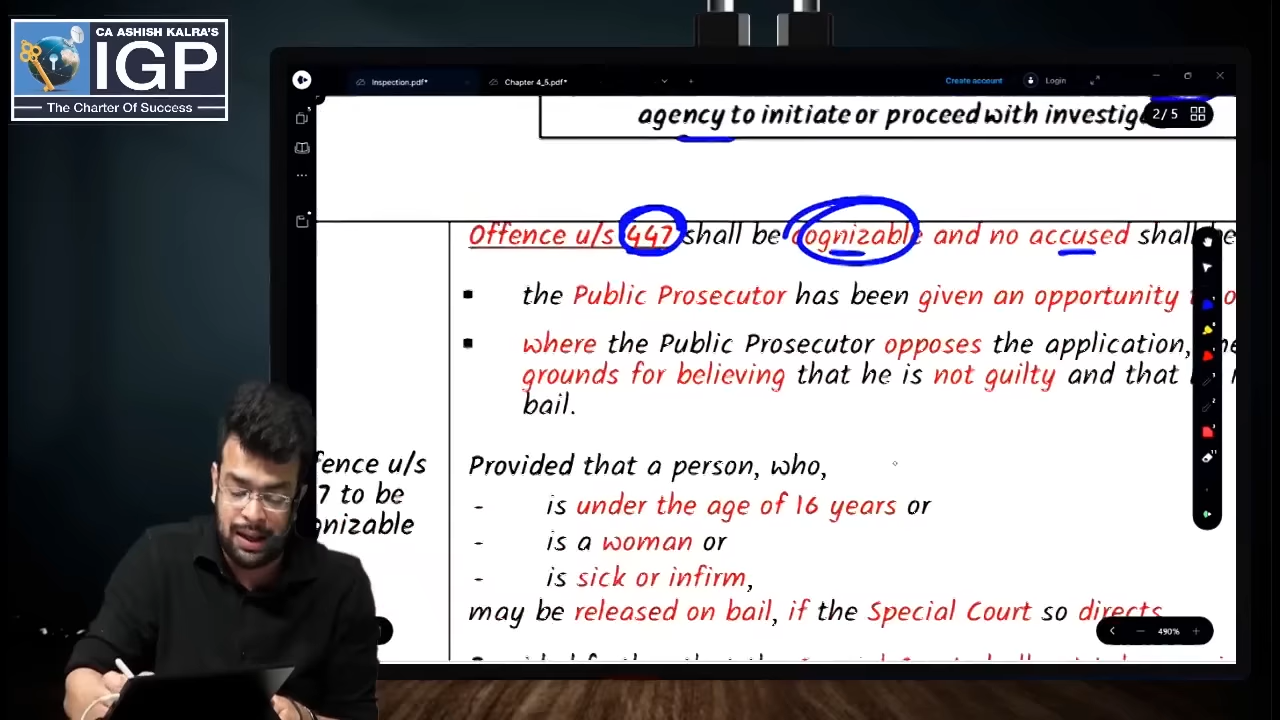 CA ASHISH KALRA'S
IGP
The Charter Of Success
Inspection.pdf*
Chapter 4_5.pdf*
Create account
Login
agency to initiate or proceed with
2/5
Offence u/s 447 shall be cognizable and no accused shall
the Public Prosecutor has been given an opportunity
where the Public Prosecutor opposes the application,
grounds for believing that he is not guilty and that
bail.
Provided that a person, who,
- is under the age of 16 years or
- is a woman or
- is sick or infirm,
may be released on bail, if the Special Court so directs
u/s
to be
490%